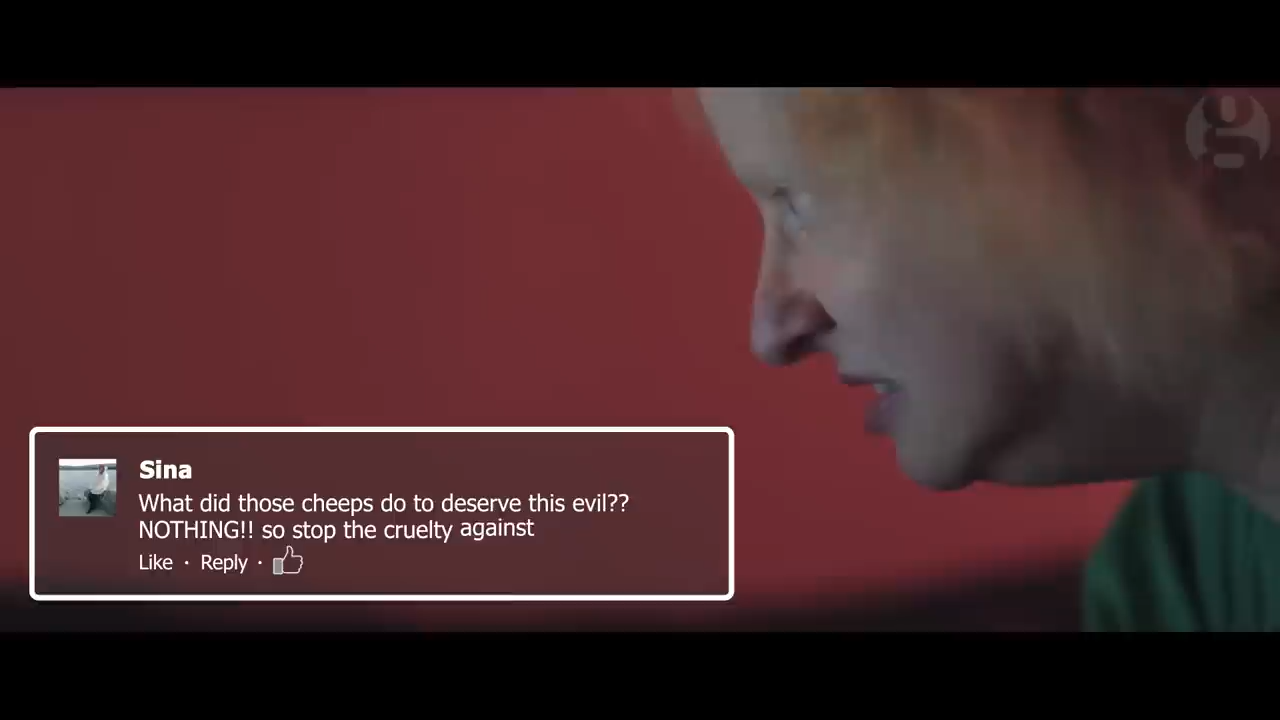 Sina
What did those cheeps do to deserve this evil??
NOTHING!! so stop the cruelty against
Like · Reply ·
g